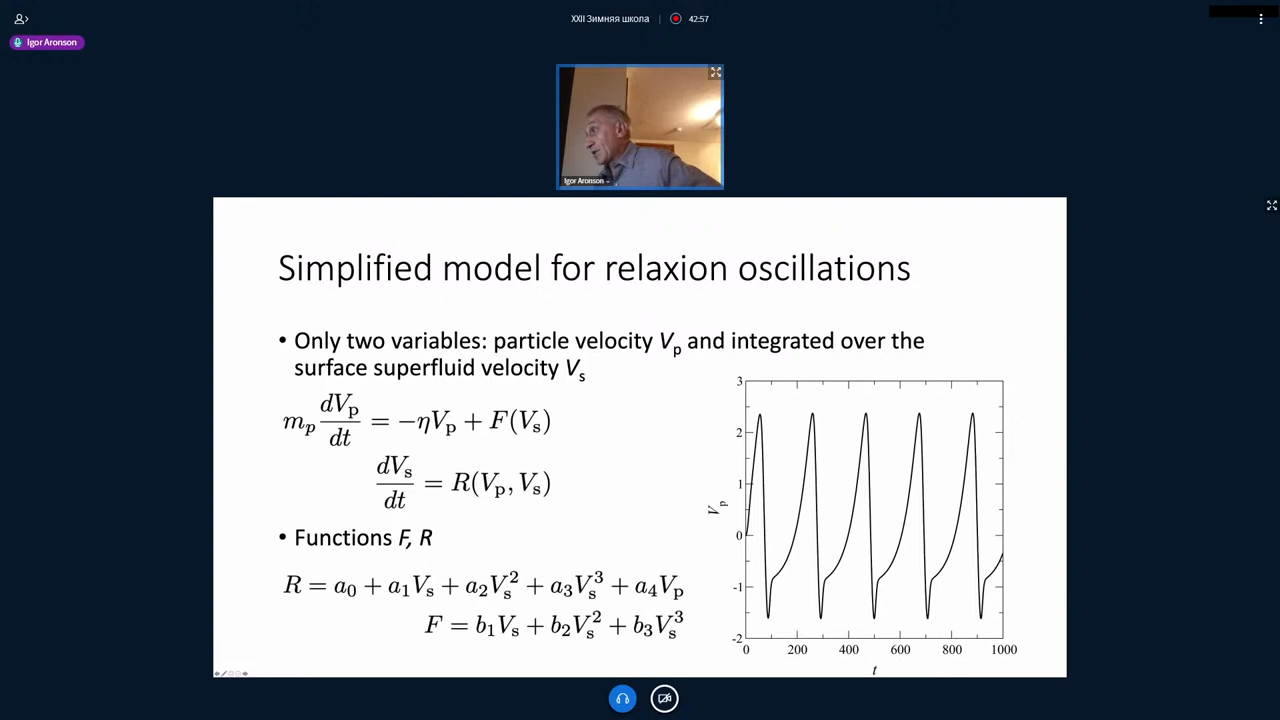 XXII Зимняя школа
42:57
Igor Aronson
Igor Aronson
Simplified model for relaxion oscillations
• Only two variables: particle velocity Vp and integrated over the
surface superfluid velocity Vs
m_p dV_p/dt = −ηV_p + F(V_s)
dV_s/dt = R(V_p, V_s)
• Functions F, R
R = a_0 + a_1V_s + a_2V_s^2 + a_3V_s^3 + a_4V_p
F = b_1V_s + b_2V_s^2 + b_3V_s^3
3
2
1
0
-1
-2
V_p
0 200 400 600 800 1000
t